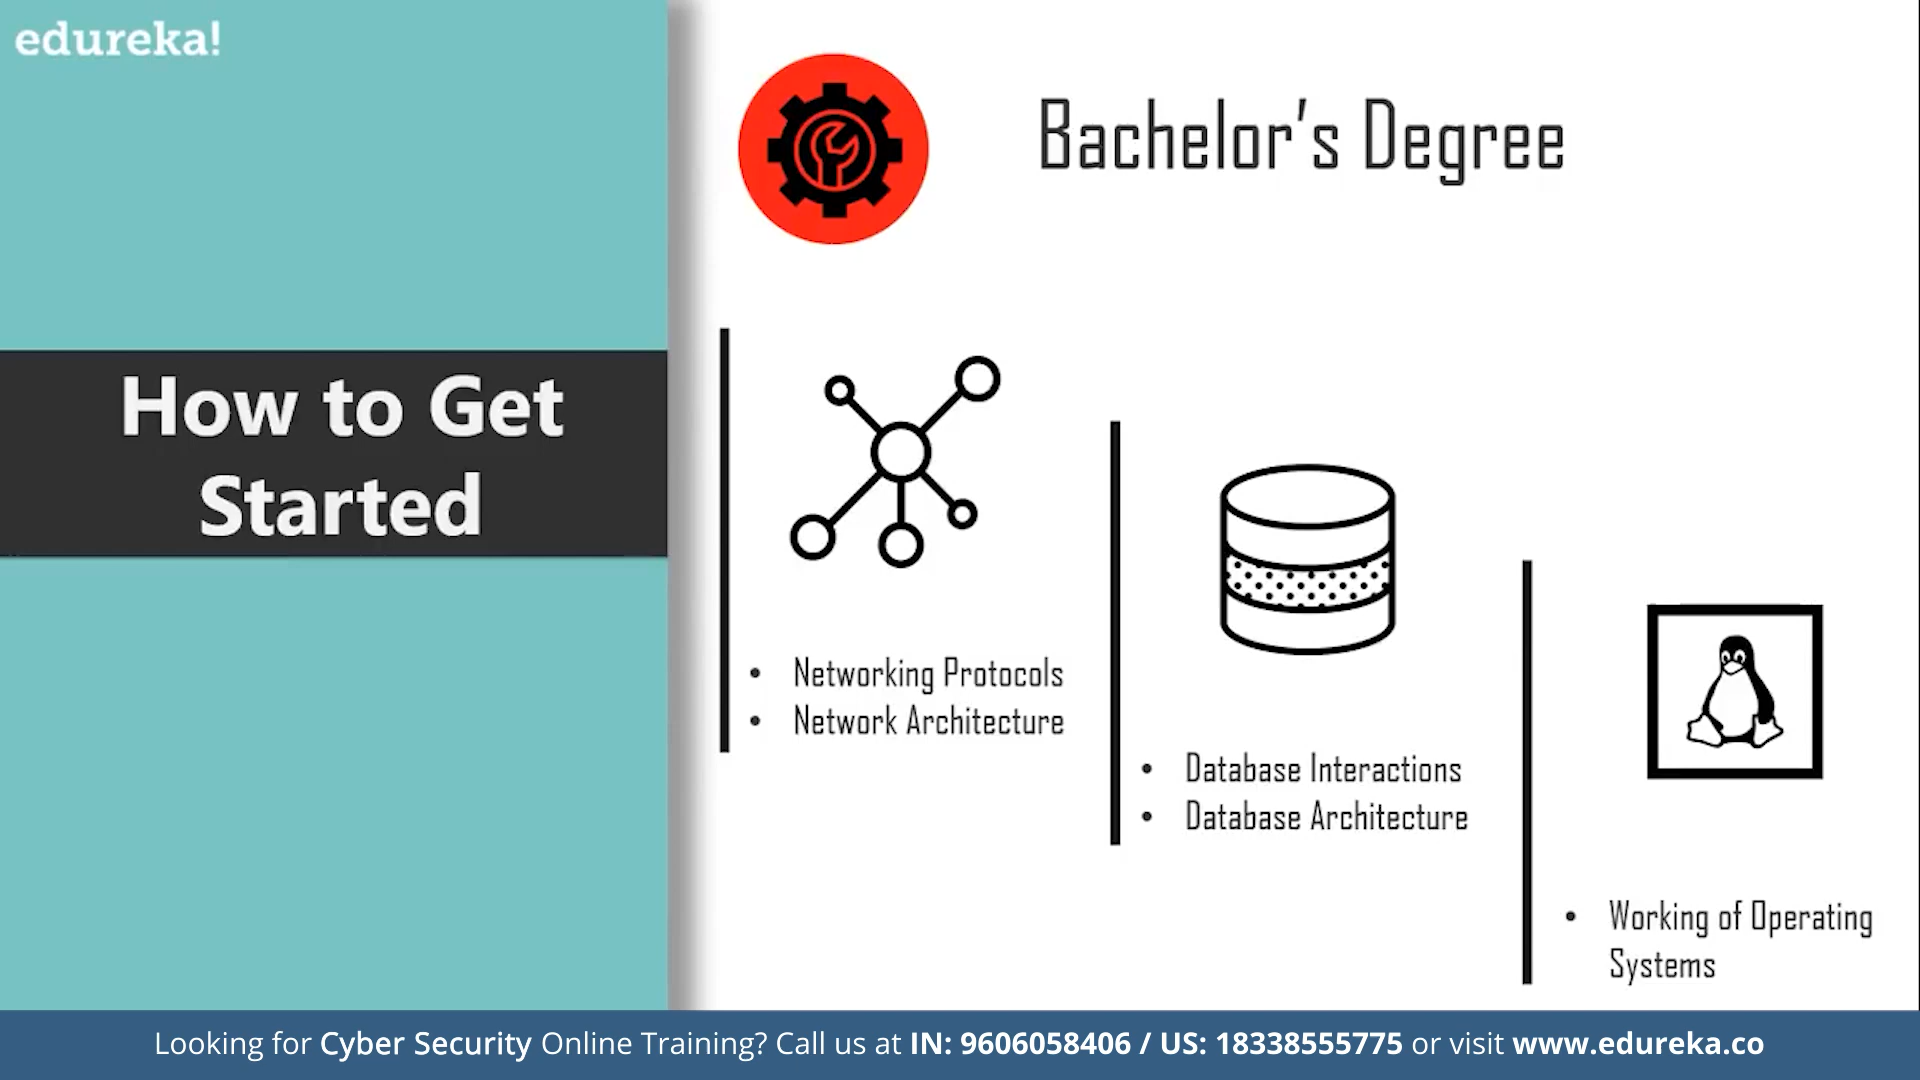 edureka!
How to Get
Started
Bachelor's Degree
• Networking Protocols
• Network Architecture
• Database Interactions
• Database Architecture
• Working of Operating
Systems
Looking for Cyber Security Online Training? Call us at IN: 9606058406 / US: 18338555775 or visit www.edureka.co